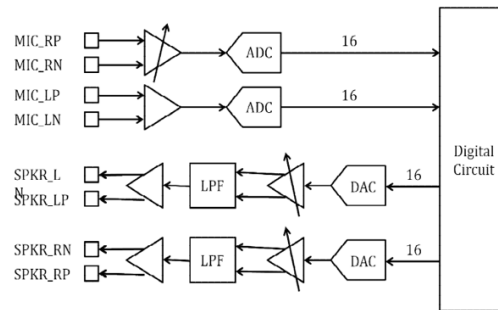 MIC_RP
MIC_RN
ADC
16
MIC_LP
MIC_LN
ADC
16
Digital
Circuit
SPKR_L
N
SPKR_LP
LPF
DAC
16
SPKR_RN
SPKR_RP
LPF
DAC
16